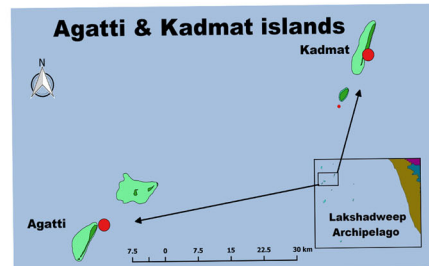 Agatti & Kadmat islands
Kadmat
N
Lakshadweep
Archipelago
Agatti
7.5 0 7.5 15 22.5 30 km